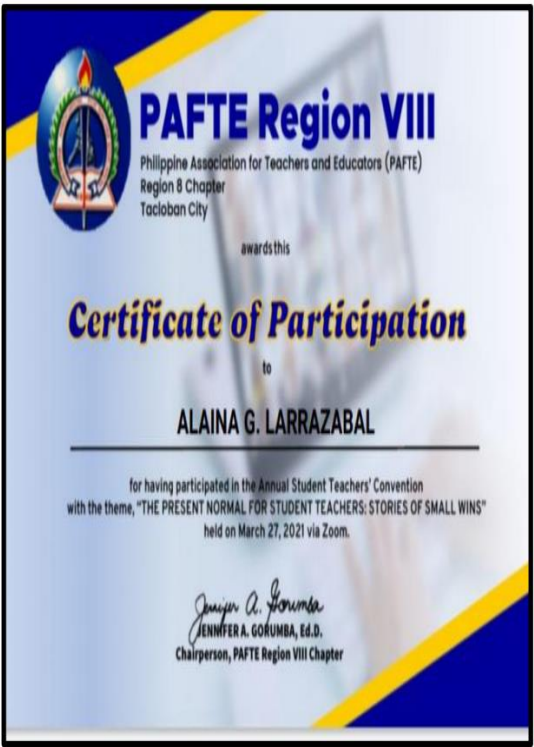 PAFTE Region VIII
Philippine Association for Teachers and Educators (PAFTE)
Region 8 Chapter
Tacloban City
awards this
Certificate of Participation
to
ALAINA G. LARRAZABAL
for having participated in the Annual Student Teachers' Convention
with the theme, "THE PRESENT NORMAL FOR STUDENT TEACHERS: STORIES OF SMALL WINS"
held on March 27, 2021 via Zoom.
Jennifer A. Gorumba
JENNIFER A. GORUMBA, Ed.D.
Chairperson, PAFTE Region VIII Chapter